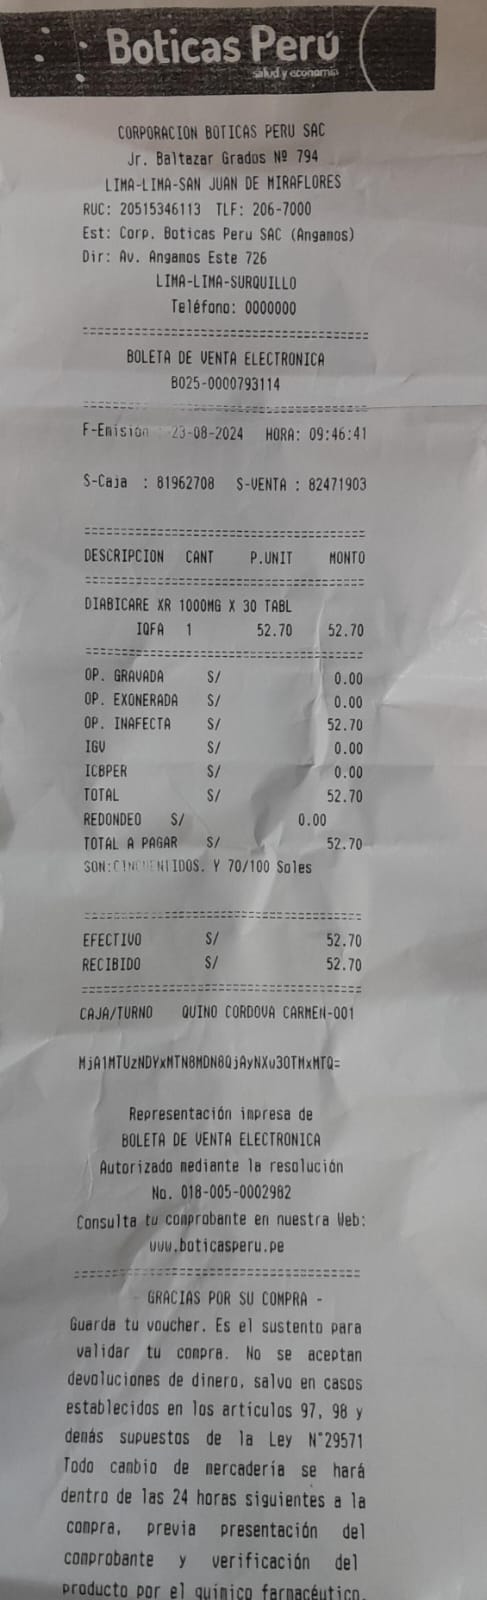 Boticas Perú
salud y economía
CORPORACION BOTICAS PERU SAC
Jr. Baltazar Grados Nº 794
LIMA-LIMA-SAN JUAN DE MIRAFLORES
RUC: 20515346113 TLF: 206-7000
Est: Corp. Boticas Peru SAC (Angamos)
Dir: Av. Angamos Este 726
LIMA-LIMA-SURQUILLO
Teléfono: 0000000
=======================================
BOLETA DE VENTA ELECTRONICA
B025-0000793114
=======================================
F-Emisión 23-08-2024 HORA: 09:46:41
S-Caja : 81962708 S-VENTA : 82471903
=======================================
DESCRIPCION CANT P.UNIT MONTO
=======================================
DIABICARE XR 1000MG X 30 TABL
IQFA 1 52.70 52.70
=======================================
OP. GRAVADA S/ 0.00
OP. EXONERADA S/ 0.00
OP. INAFECTA S/ 52.70
IGV S/ 0.00
ICBPER S/ 0.00
TOTAL S/ 52.70
REDONDEO S/ 0.00
TOTAL A PAGAR S/ 52.70
SON:CINCUENTIDOS. Y 70/100 Soles
=======================================
EFECTIVO S/ 52.70
RECIBIDO S/ 52.70
=======================================
CAJA/TURNO QUINO CORDOVA CARMEN-001
Representación impresa de
BOLETA DE VENTA ELECTRONICA
Autorizado mediante la resolución
No. 018-005-0002982
Consulta tu comprobante en nuestra Web:
www.boticasperu.pe
=======================================
- GRACIAS POR SU COMPRA -
Guarda tu voucher. Es el sustento para
validar tu compra. No se aceptan
devoluciones de dinero, salvo en casos
establecidos en los artículos 97, 98 y
demás supuestos de la Ley N°29571
Todo cambio de mercadería se hará
dentro de las 24 horas siguientes a la
compra, previa presentación del
comprobante y verificación del
producto por el químico farmacéutico.